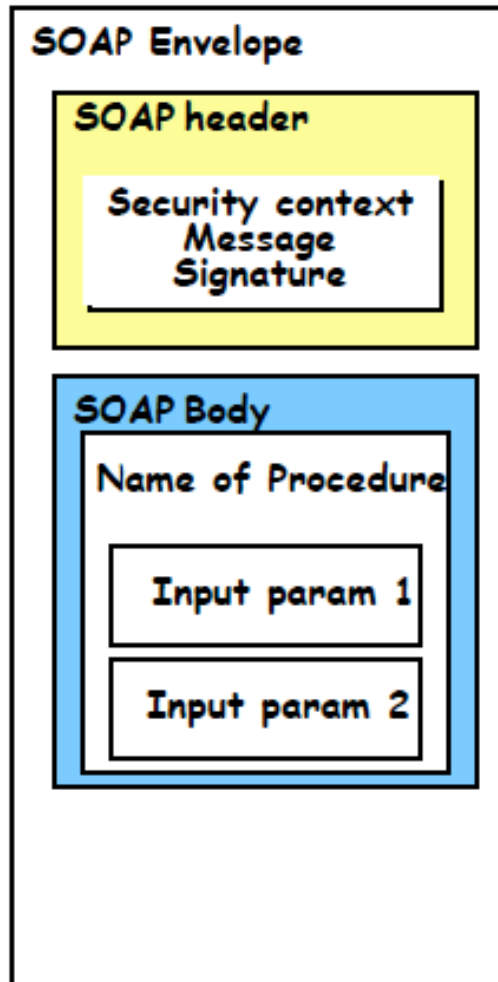 SOAP Envelope
SOAP header
Security context
Message
Signature
SOAP Body
Name of Procedure
Input param 1
Input param 2